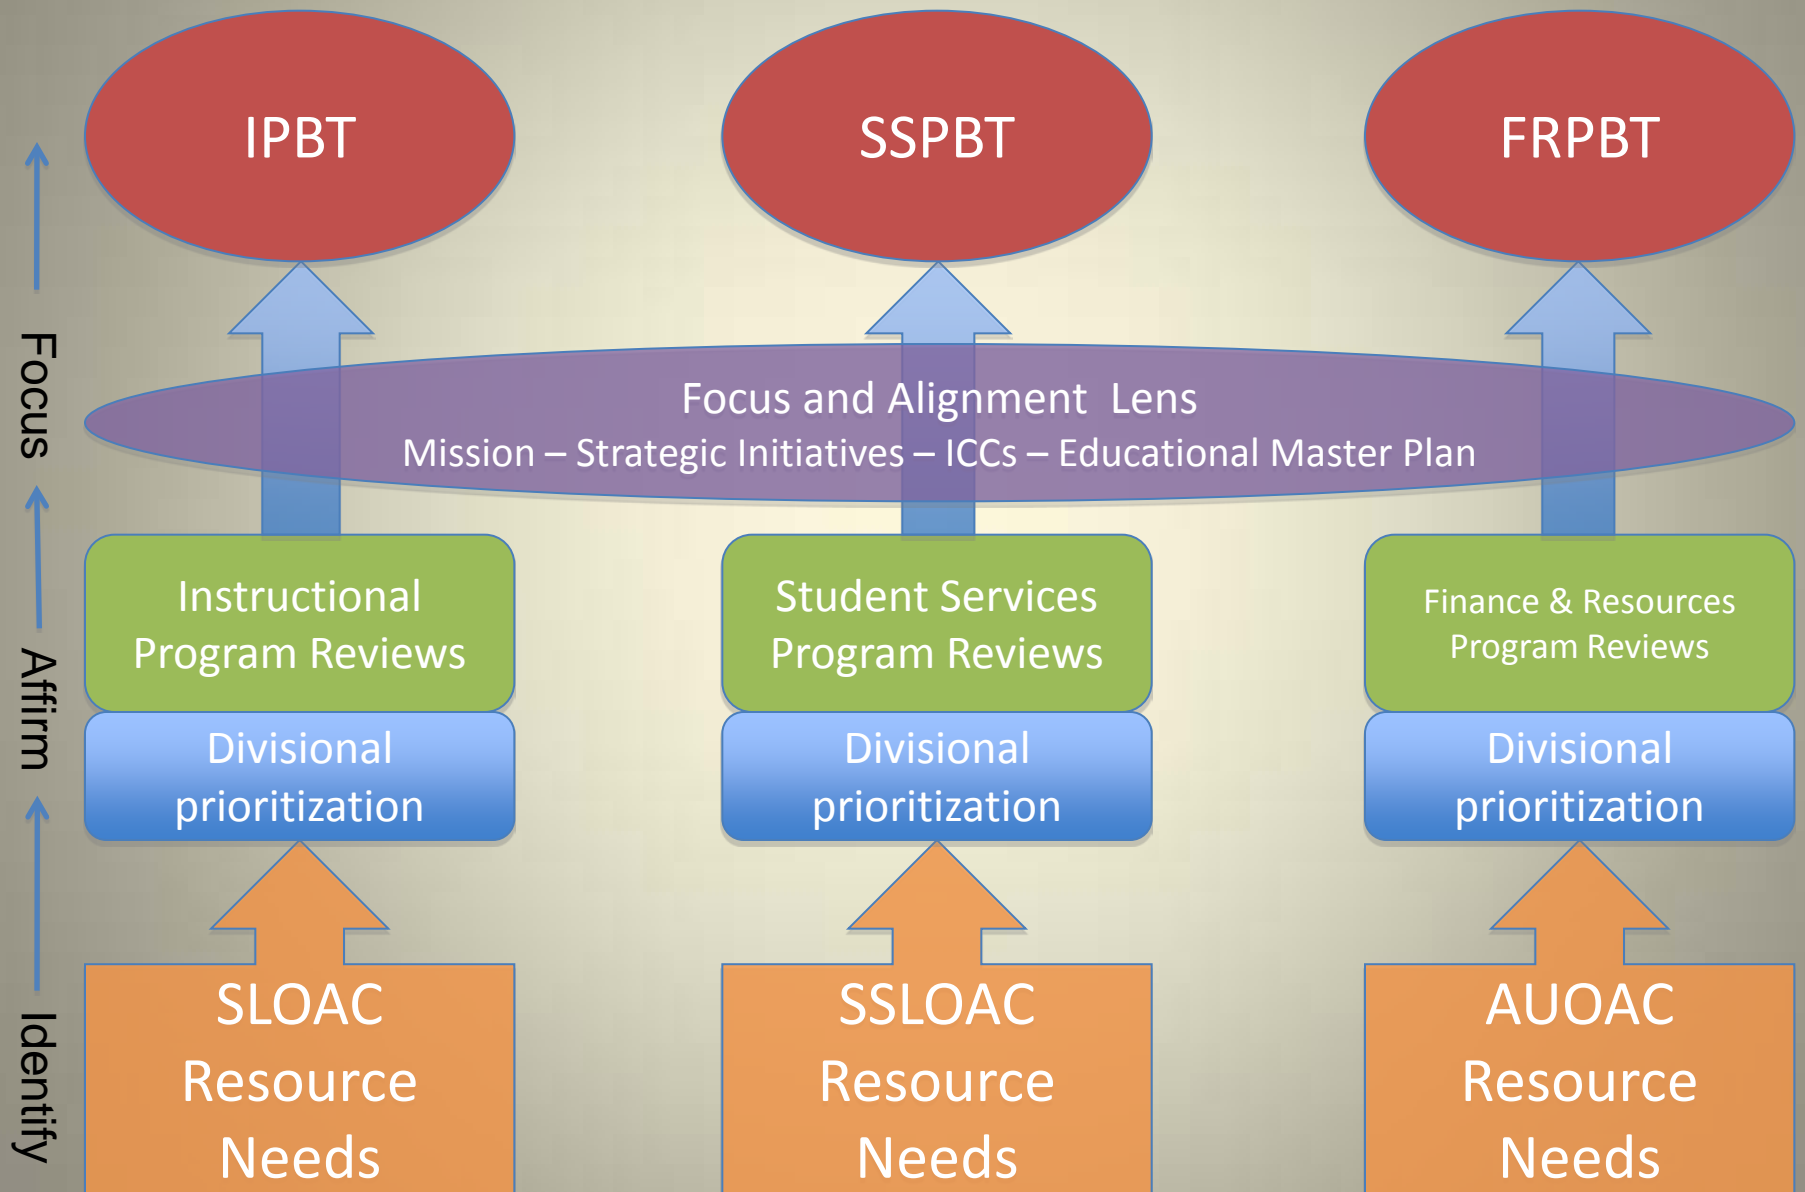 IPBT
SSPBT
FRPBT
Focus and Alignment Lens
Mission – Strategic Initiatives – ICCs – Educational Master Plan
Instructional
Program Reviews
Student Services
Program Reviews
Finance & Resources
Program Reviews
Divisional
prioritization
Divisional
prioritization
Divisional
prioritization
SLOAC
Resource
Needs
SSLOAC
Resource
Needs
AUOAC
Resource
Needs
Focus
Affirm
Identify